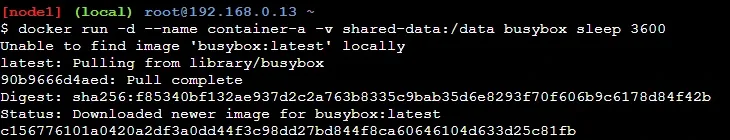 [node1] (local) root@192.168.0.13 ~
$ docker run -d --name container-a -v shared-data:/data busybox sleep 3600
Unable to find image 'busybox:latest' locally
latest: Pulling from library/busybox
90b9666d4aed: Pull complete
Digest: sha256:f85340bf132ae937d2c2a763b8335c9bab35d6e8293f70f606b9c6178d84f42b
Status: Downloaded newer image for busybox:latest
c156776101a0420a2df3a0dd44f3c98dd27bd844f8ca60646104d633d25c81fb